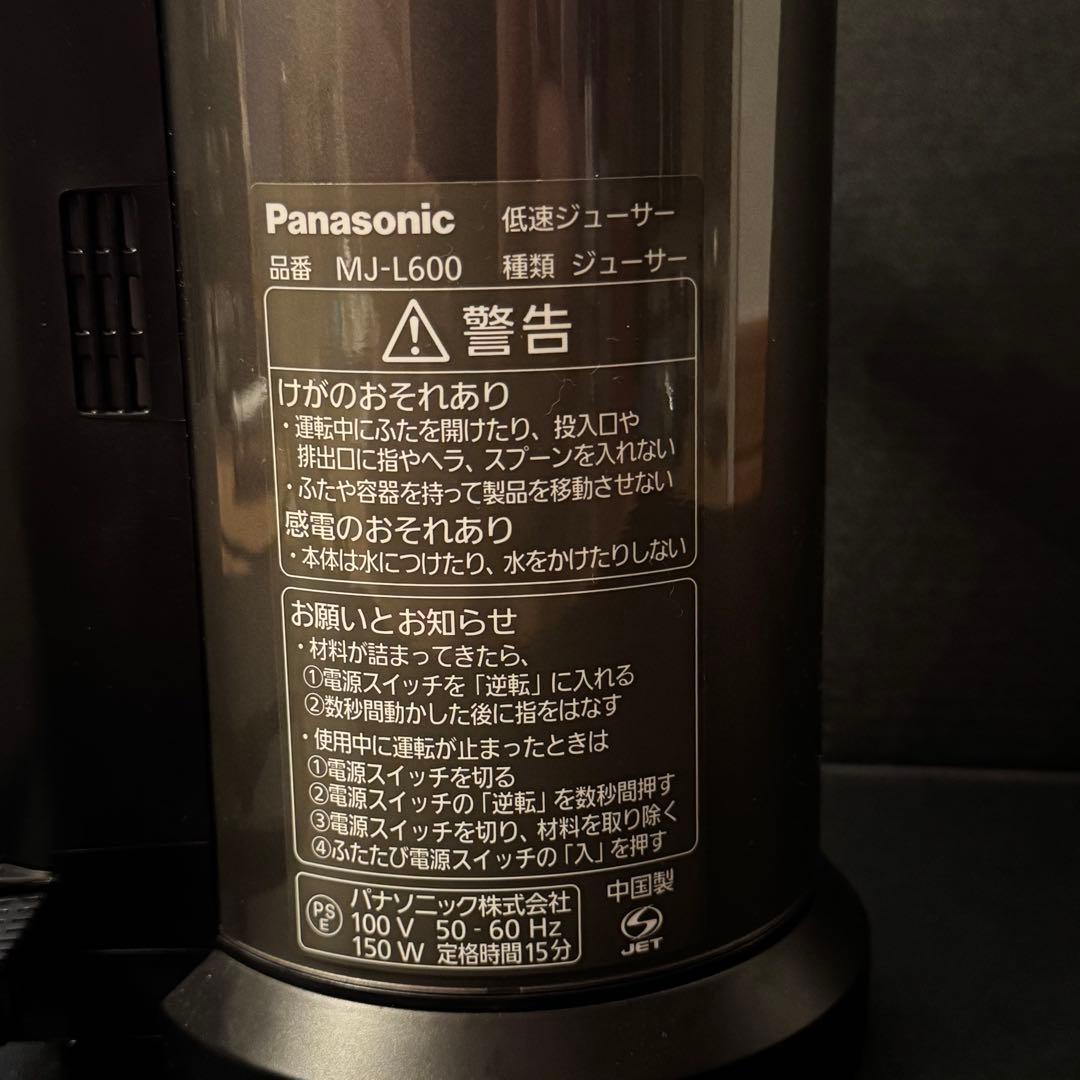 Panasonic 低速ジューサー
品番 MJ-L600 種類 ジューサー
警告
けがのおそれあり
・運転中にふたを開けたり、投入口や
排出口に指やヘラ、スプーンを入れない
・ふたや容器を持って製品を移動させない
感電のおそれあり
・本体は水につけたり、水をかけたりしない
お願いとお知らせ
・材料が詰まってきたら、
①電源スイッチを「逆転」に入れる
②数秒間動かした後に指をはなす
・使用中に運転が止まったときは
①電源スイッチを切る
②電源スイッチの「逆転」を数秒間押す
③電源スイッチを切り、材料を取り除く
④ふたたび電源スイッチの「入」を押す
PS
E
パナソニック株式会社
100 V 50 - 60 Hz
150 W 定格時間15分
中国製
JET